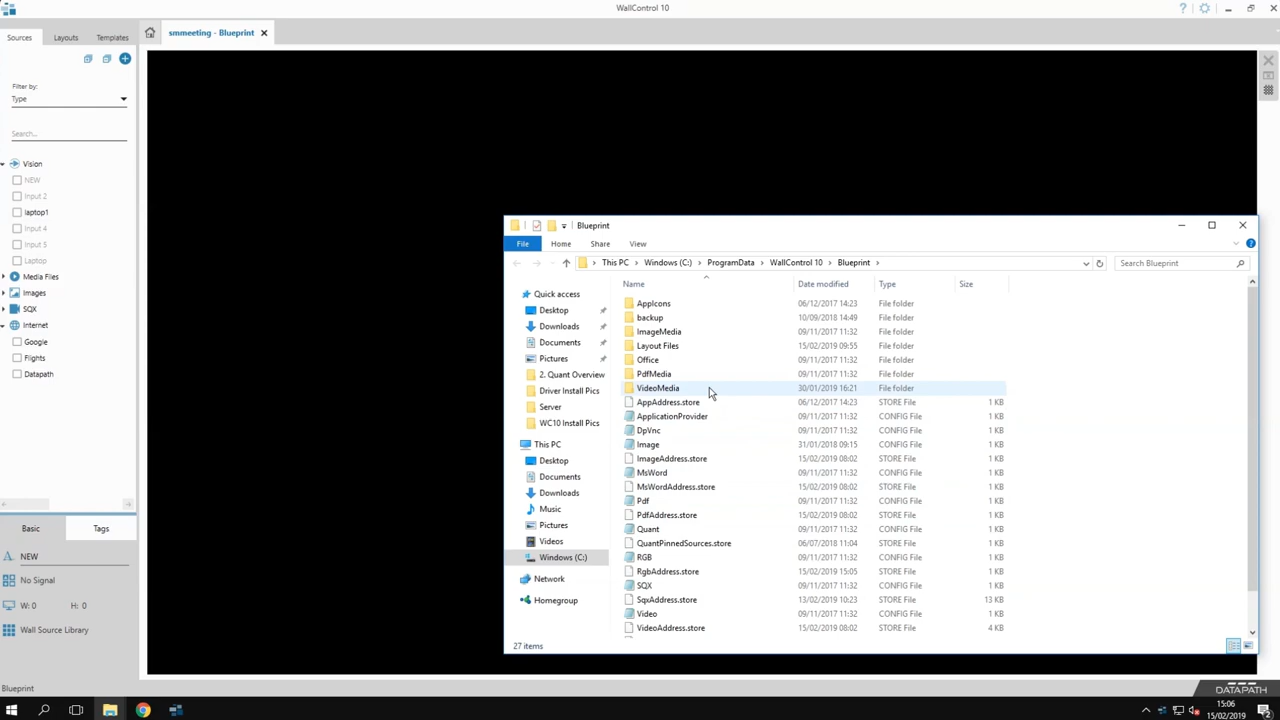 WallControl 10
Sources
Layouts
Templates
smmeeting - Blueprint
Filter by:
Type
Search...
Vision
NEW
Input 2
laptop1
Input 4
Input 5
Laptop
Media Files
Images
SQX
Internet
Google
Flights
Datapath
Basic
Tags
NEW
No Signal
W: 0 H: 0
Wall Source Library
Blueprint
Blueprint
File Home Share View
This PC Windows (C:) ProgramData WallControl 10 Blueprint
Search Blueprint
Quick access
Desktop
Downloads
Documents
Pictures
2. Quant Overview
Driver Install Pics
Server
WC10 Install Pics
This PC
Desktop
Documents
Downloads
Music
Pictures
Videos
Windows (C:)
Network
Homegroup
Name Date modified Type Size
AppIcons 06/12/2017 14:23 File folder
backup 10/09/2018 14:49 File folder
ImageMedia 09/11/2017 11:32 File folder
Layout Files 15/02/2019 09:55 File folder
Office 09/11/2017 11:32 File folder
PdfMedia 09/11/2017 11:32 File folder
VideoMedia 30/01/2019 16:21 File folder
AppAddress.store 06/12/2017 14:23 STORE File 1 KB
ApplicationProvider 09/11/2017 11:32 CONFIG File 1 KB
DpVnc 09/11/2017 11:32 CONFIG File 1 KB
Image 31/01/2018 09:15 CONFIG File 1 KB
ImageAddress.store 15/02/2019 08:02 STORE File 1 KB
MsWord 09/11/2017 11:32 CONFIG File 1 KB
MsWordAddress.store 15/02/2019 08:02 STORE File 1 KB
Pdf 09/11/2017 11:32 CONFIG File 1 KB
PdfAddress.store 15/02/2019 08:02 STORE File 1 KB
Quant 09/11/2017 11:32 CONFIG File 1 KB
QuantPinnedSources.store 06/07/2018 11:04 STORE File 1 KB
RGB 09/11/2017 11:32 CONFIG File 1 KB
RgbAddress.store 15/02/2019 15:05 STORE File 1 KB
SQX 09/11/2017 11:32 CONFIG File 1 KB
SqxAddress.store 13/02/2019 10:23 STORE File 13 KB
Video 09/11/2017 11:32 CONFIG File 1 KB
VideoAddress.store 15/02/2019 08:02 STORE File 4 KB
27 items
DATAPATH
15:06
15/02/2019
2